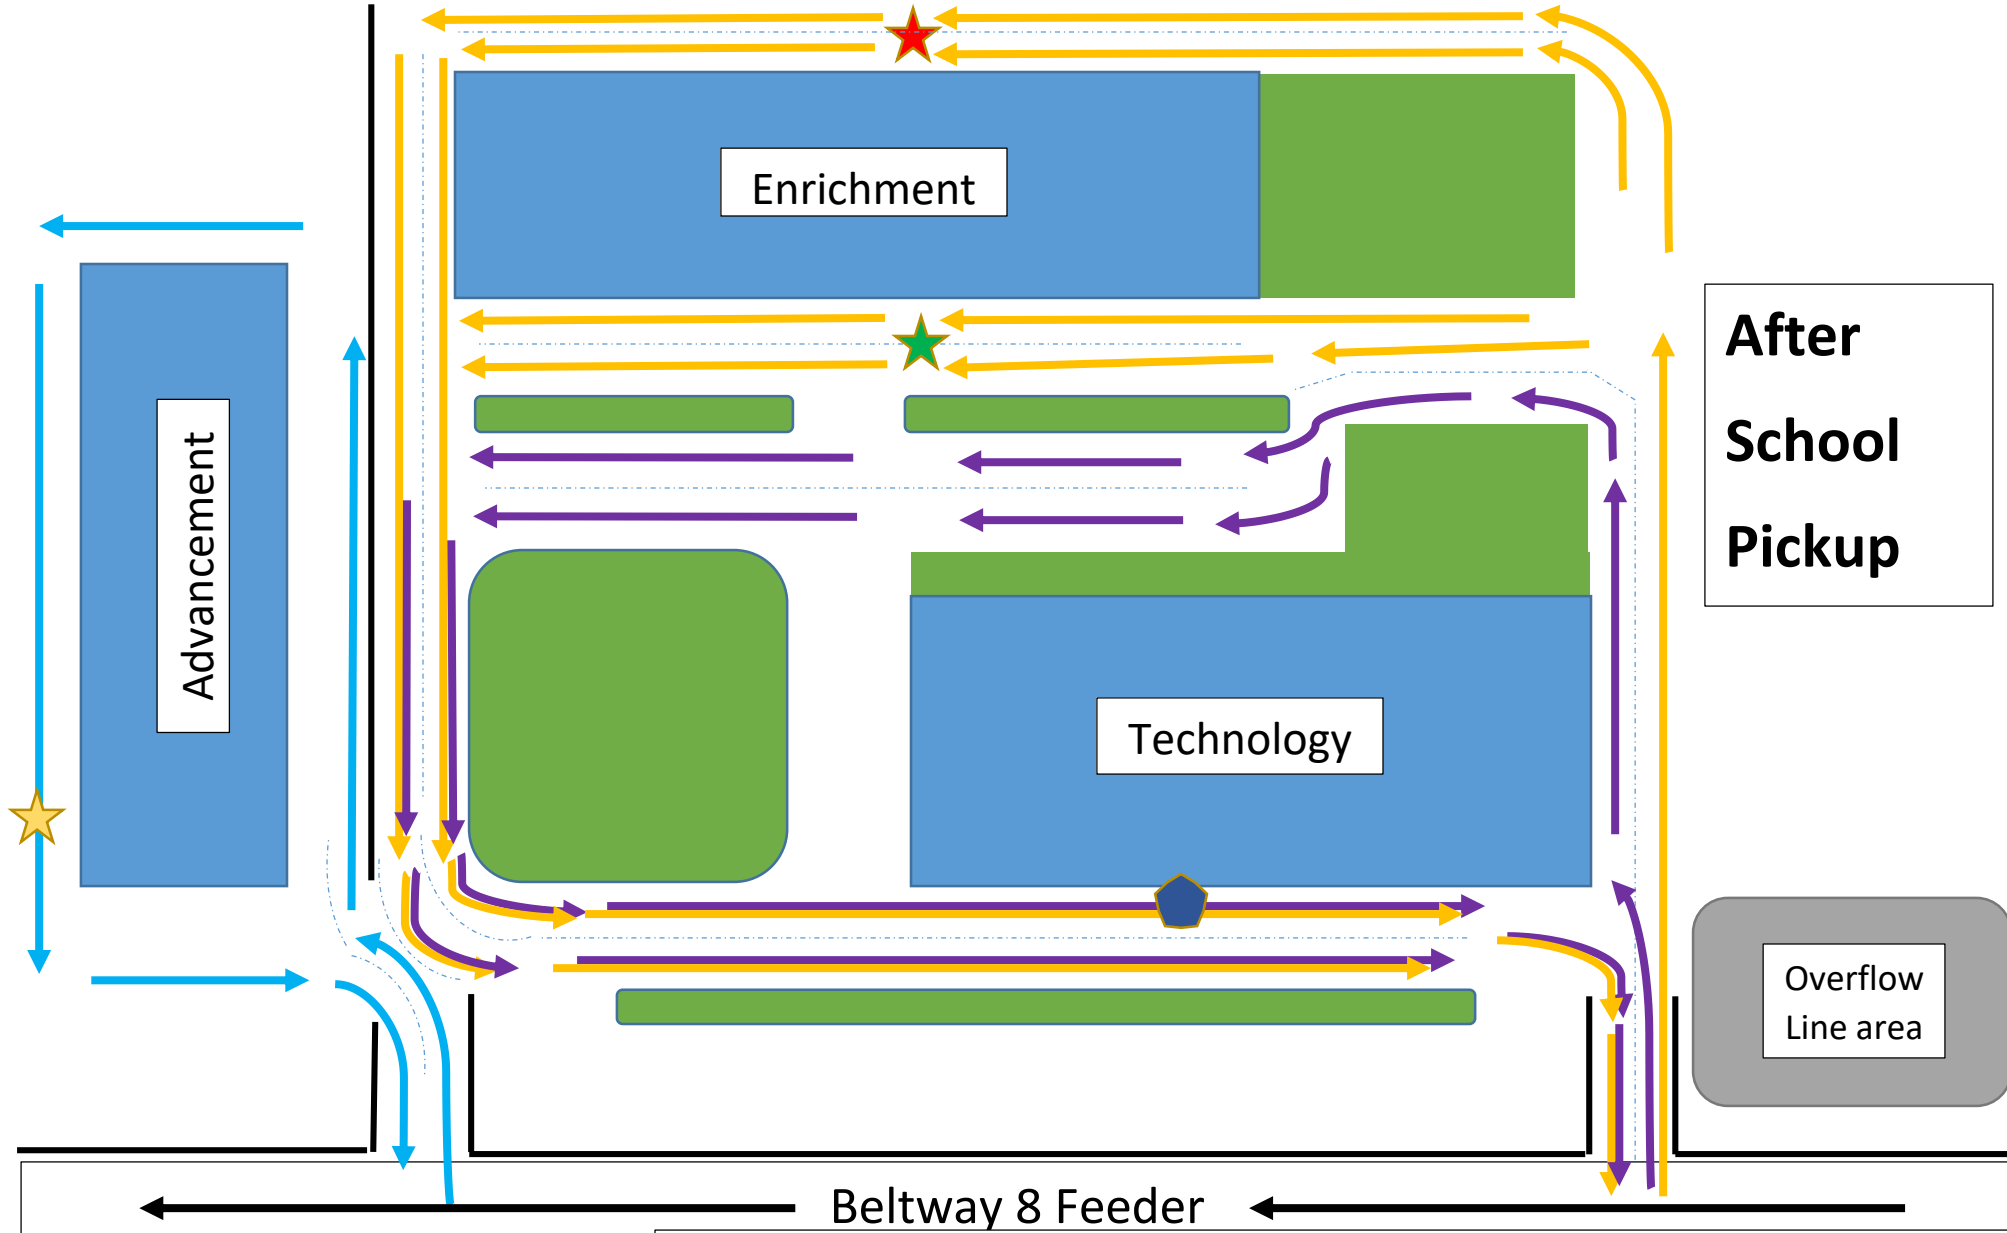 Enrichment
After
School
Pickup
Advancement
Technology
Overflow
Line area
Beltway 8 Feeder